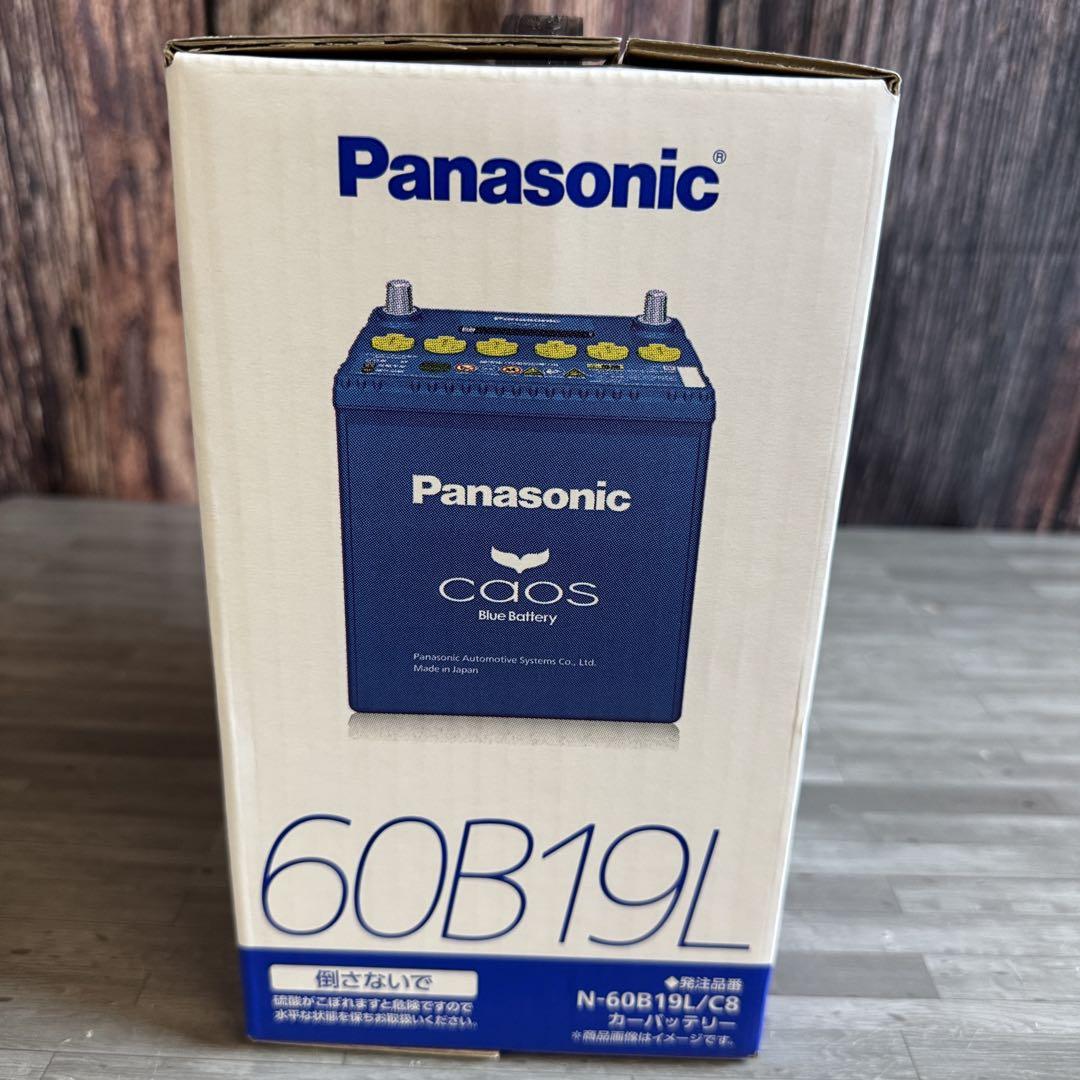 Panasonic®
Panasonic
Panasonic
caos
Blue Battery
Panasonic Automotive Systems Co., Ltd.
Made in Japan
60B19L
倒さないで
硫酸がこぼれますと危険ですので
水平な状態を保ちお取扱いください。
◆発注品番
N-60B19L/C8
カーバッテリー
※商品画像はイメージです。